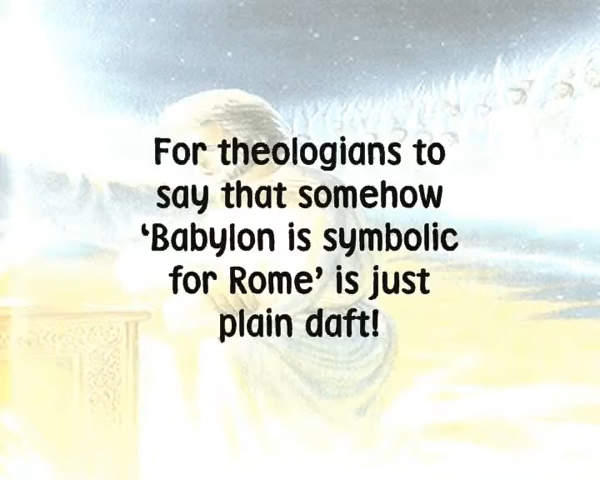 For theologians to
say that somehow
‘Babylon is symbolic
for Rome’ is just
plain daft!